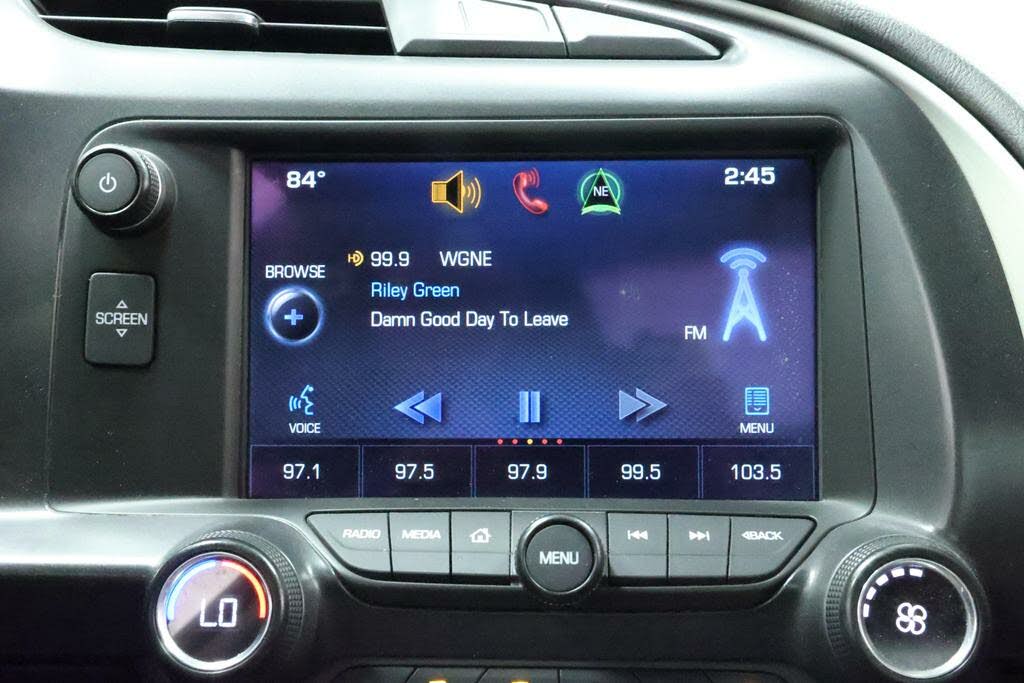 84° 2:45
NE
99.9 WGNE
BROWSE
Riley Green
Damn Good Day To Leave
SCREEN
FM
VOICE
MENU
97.1 97.5 97.9 99.5 103.5
RADIO MEDIA MENU BACK
LO